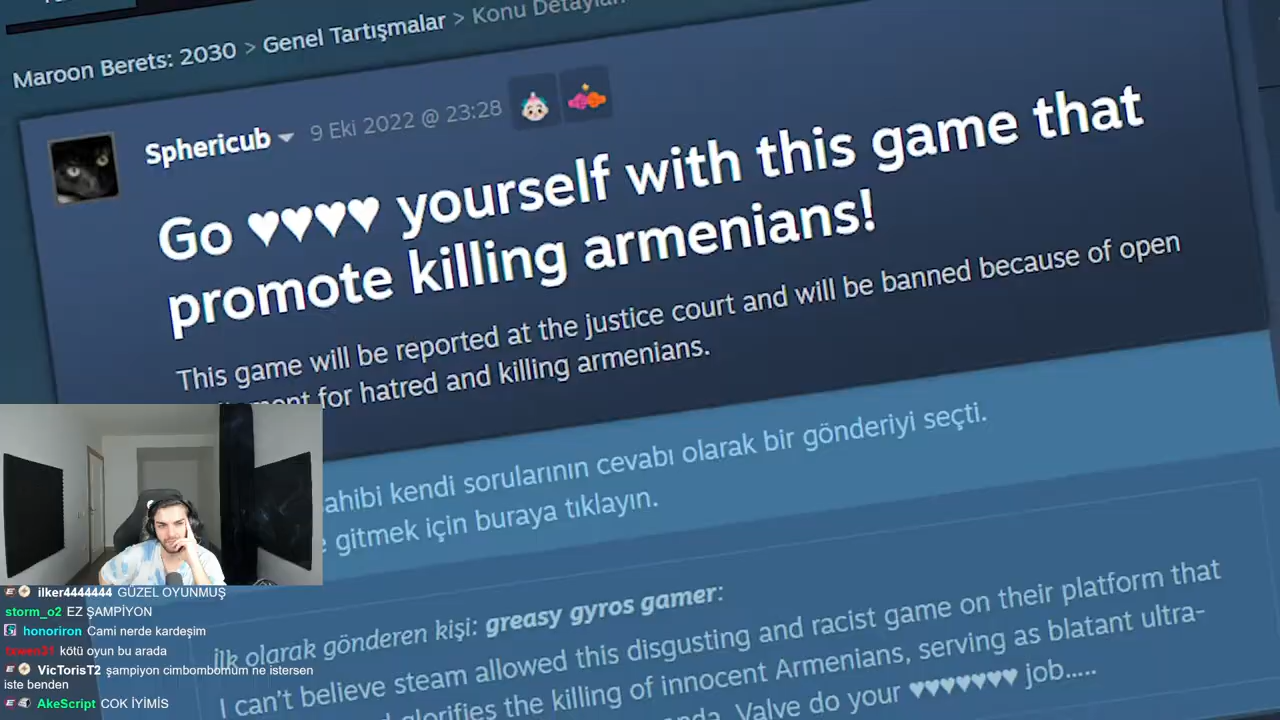 Maroon Berets: 2030 > Genel Tartışmalar > Konu Detayları
Sphericub 9 Eki 2022 @ 23:28
Go ♥♥♥♥ yourself with this game that
promote killing armenians!
This game will be reported at the justice court and will be banned because of open
for hatred and killing armenians.
ahibi kendi sorularının cevabı olarak bir gönderiyi seçti.
e gitmek için buraya tıklayın.
İlk olarak gönderen kişi: greasy gyros gamer:
I can't believe steam allowed this disgusting and racist game on their platform that
glorifies the killing of innocent Armenians, serving as blatant ultra-
Valve do your ♥♥♥♥♥♥♥ job.....
ilker4444444 GÜZEL OYUNMUŞ
storm_o2 EZ ŞAMPİYON
honoriron Cami nerde kardeşim
kötü oyun bu arada
VicTorisT2 şampiyon cimbombomum ne istersen
iste benden
AkeScript COK İYİMİS